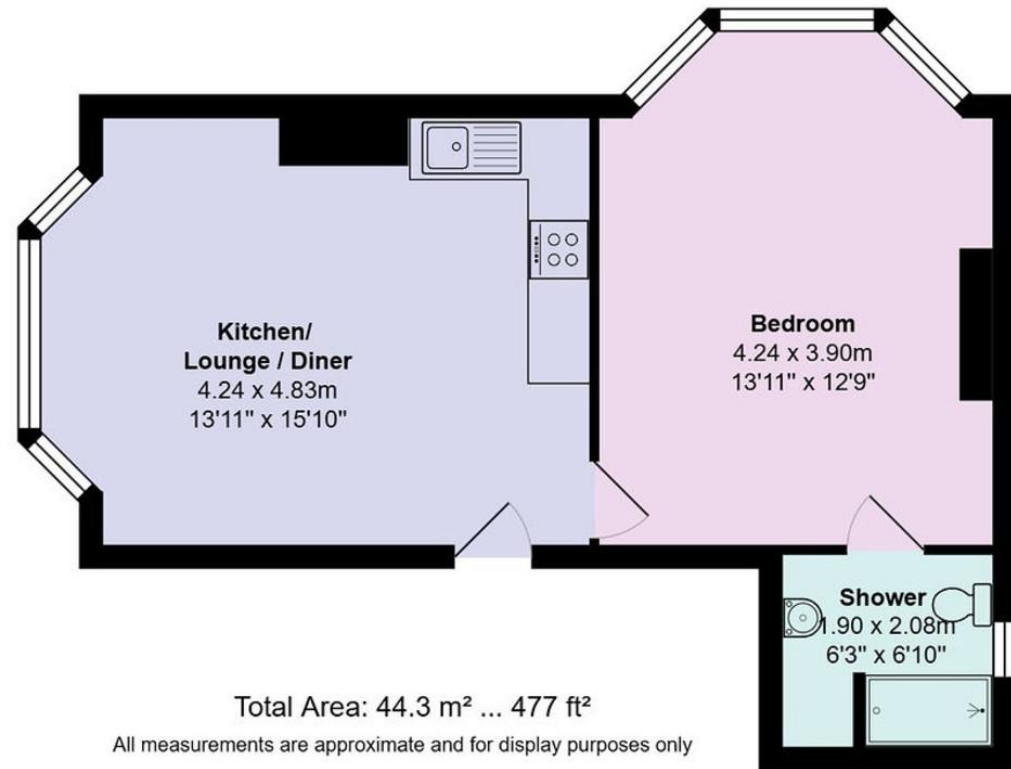 Kitchen/
Lounge / Diner
4.24 x 4.83m
13'11" x 15'10"
Bedroom
4.24 x 3.90m
13'11" x 12'9"
Shower
1.90 x 2.08m
6'3" x 6'10"
Total Area: 44.3 m² ... 477 ft²
All measurements are approximate and for display purposes only